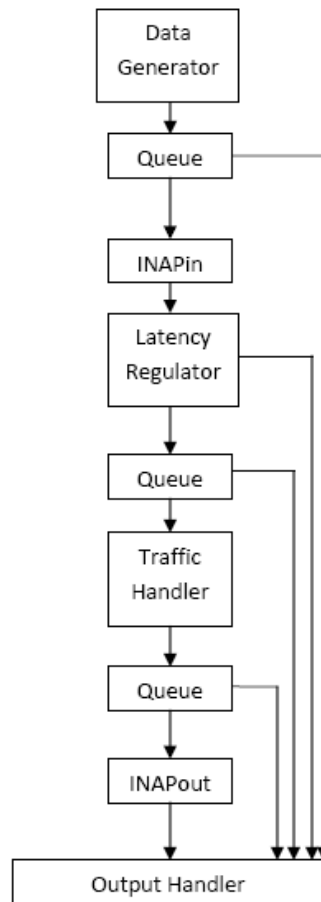 Data
Generator
Queue
INAPin
Latency
Regulator
Queue
Traffic
Handler
Queue
INAPout
Output Handler